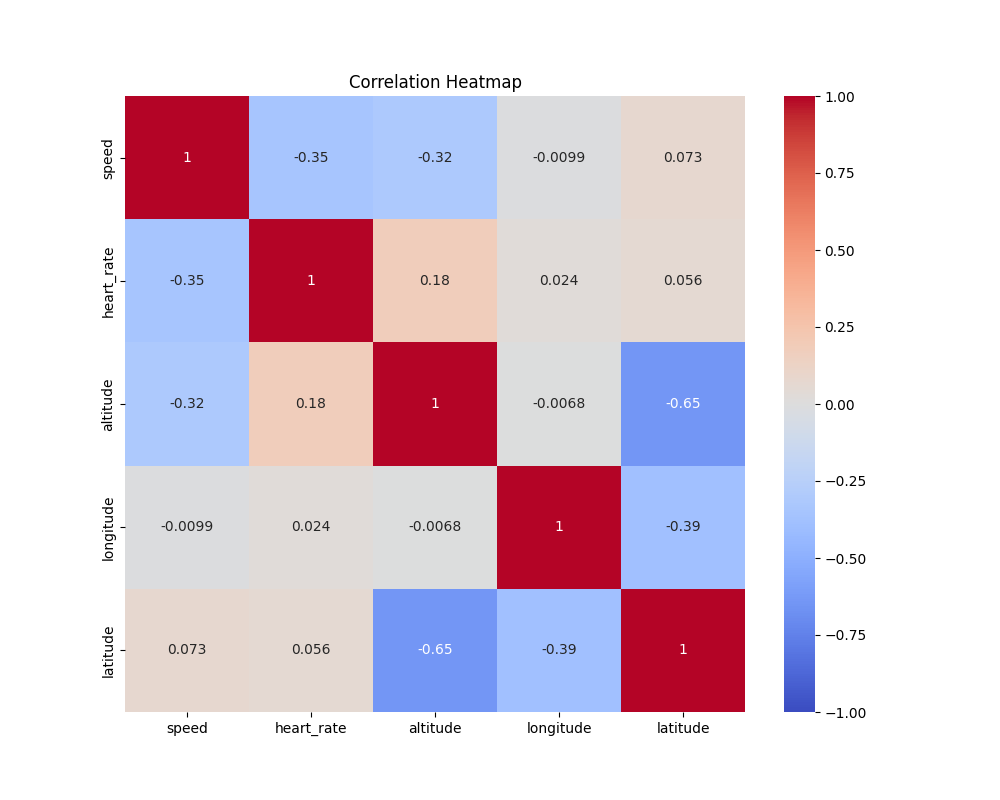 Correlation Heatmap
speed 1 -0.35 -0.32 -0.0099 0.073
heart_rate -0.35 1 0.18 0.024 0.056
altitude -0.32 0.18 1 -0.0068 -0.65
longitude -0.0099 0.024 -0.0068 1 -0.39
latitude 0.073 0.056 -0.65 -0.39 1
speed heart_rate altitude longitude latitude
1.00
0.75
0.50
0.25
0.00
−0.25
−0.50
−0.75
−1.00